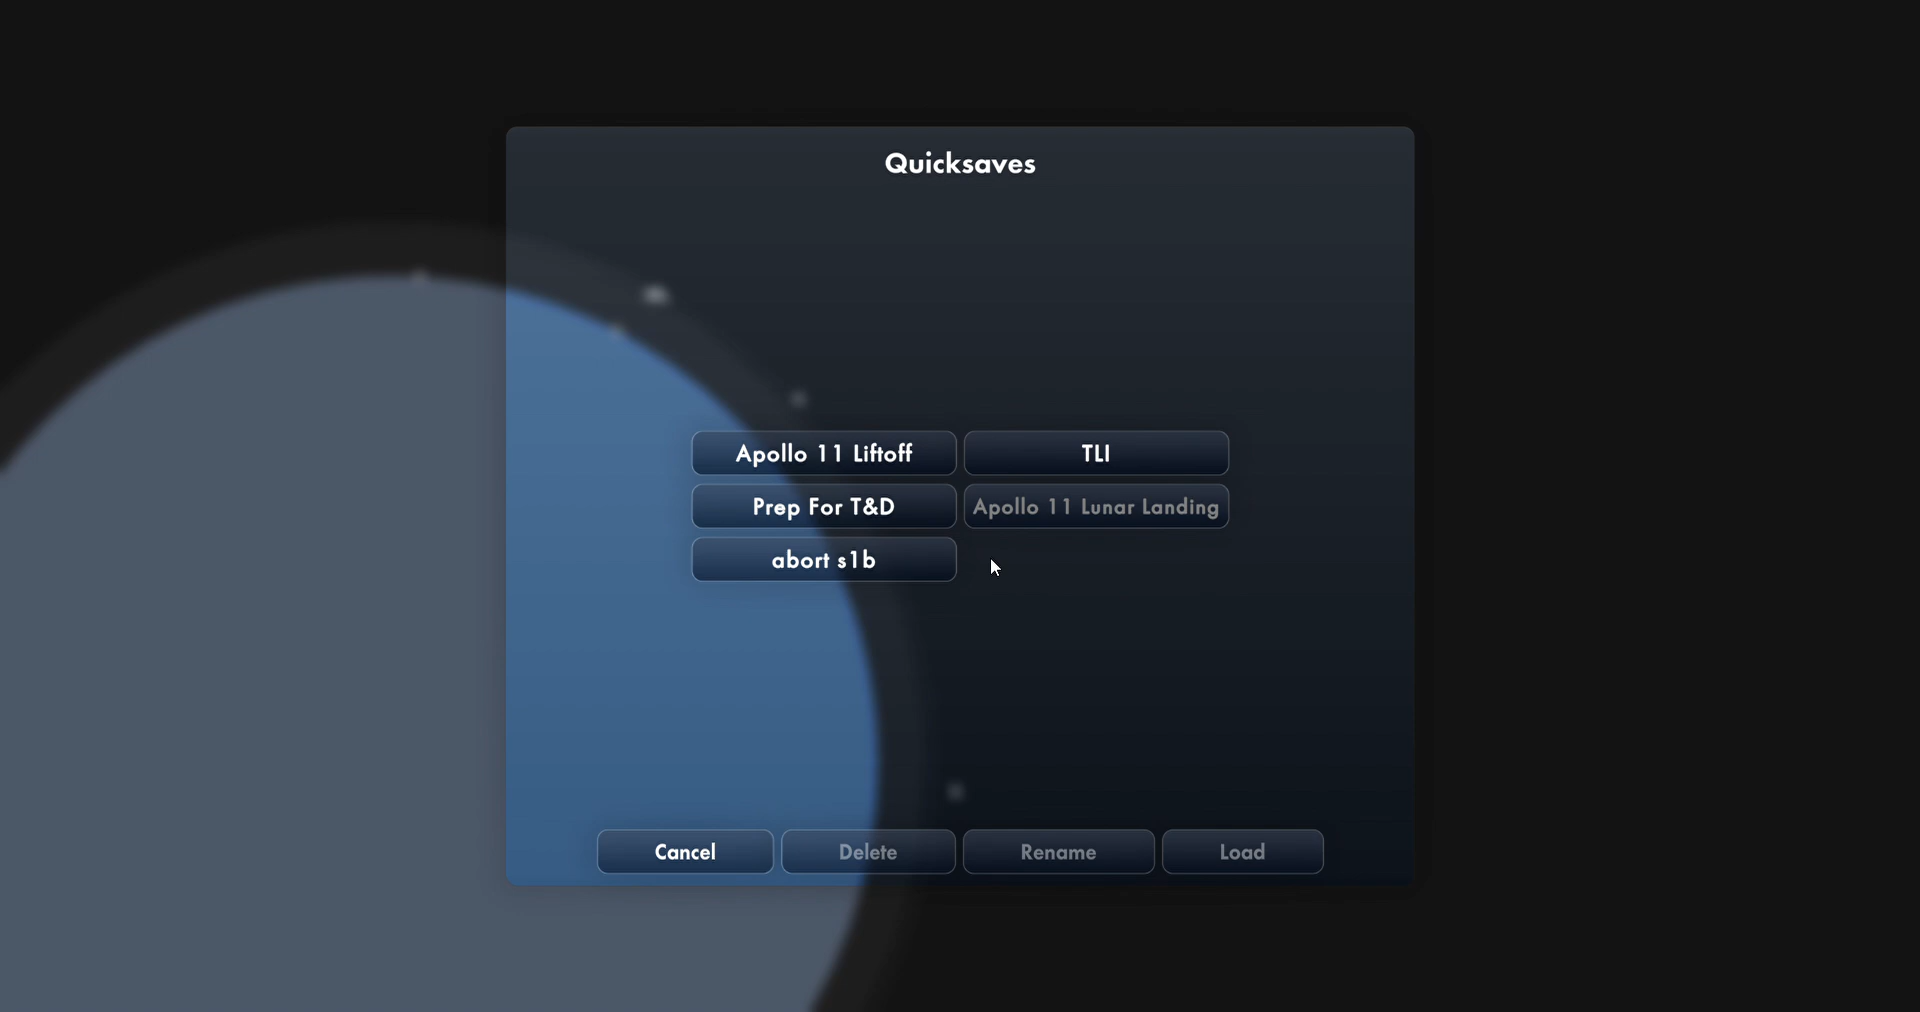 Quicksaves
Apollo 11 Liftoff
TLI
Prep For T&D
Apollo 11 Lunar Landing
abort s1b
Cancel
Delete
Rename
Load